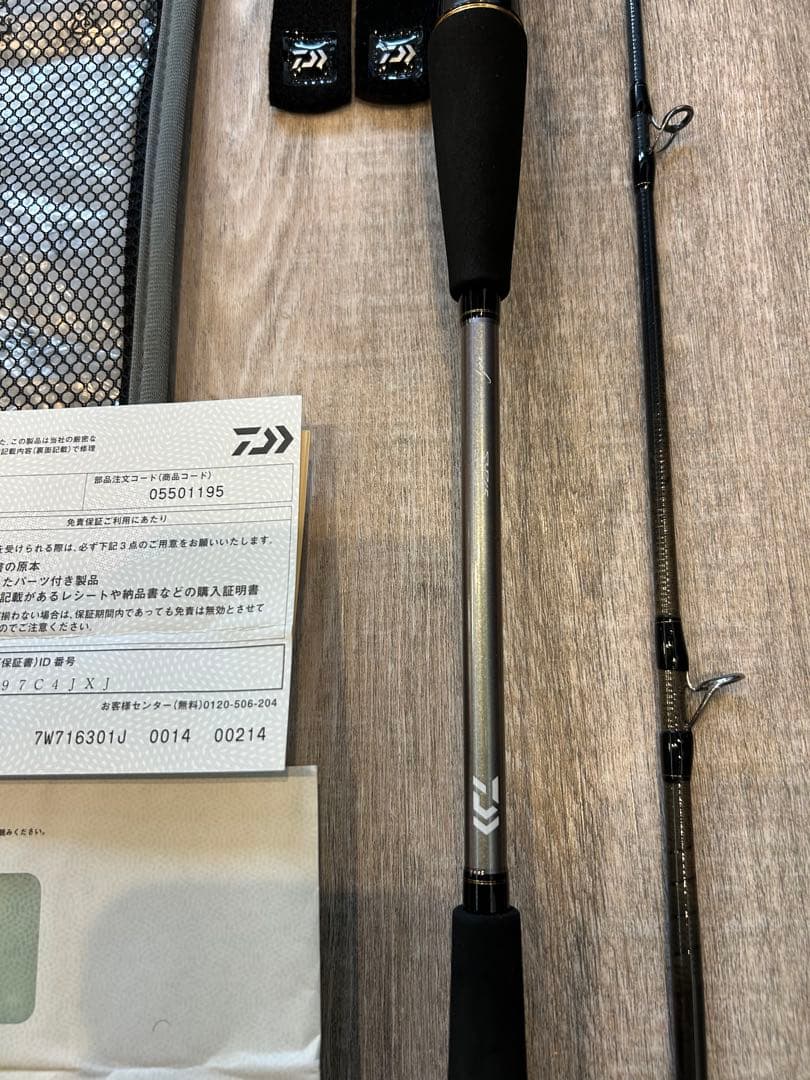 た、この製品は当社の厳密な
記載内容(裏面記載)で修理
部品注文コード(商品コード)
05501195
免責保証ご利用にあたり
を受けられる際は、必ず下記3点のご用意をお願いいたします。
書の原本
たパーツ付き製品
記載があるレシートや納品書などの購入証明書
揃わない場合は、保証期間内であっても免責は無効とさせて
のでご注意ください。
保証書)ID番号
97C4JXJ
お客様センター(無料)0120-506-204
7W716301J 0014 00214
読みください。